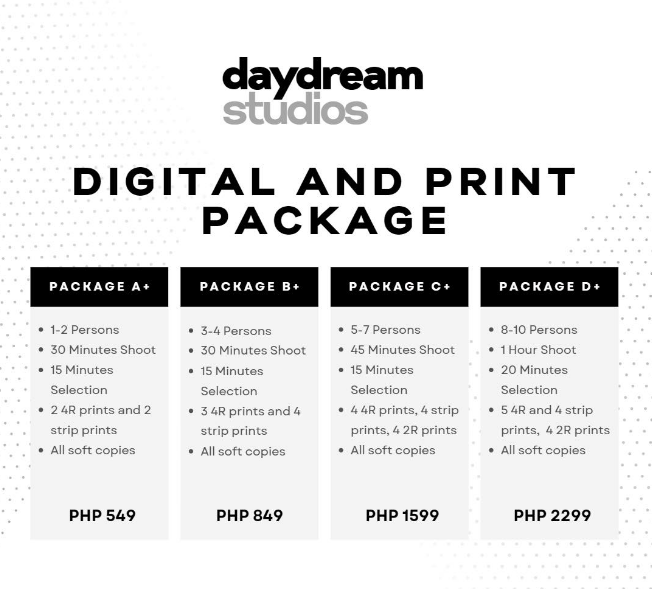 daydream
studios
DIGITAL AND PRINT
PACKAGE
PACKAGE A+
• 1-2 Persons
• 30 Minutes Shoot
• 15 Minutes
Selection
• 2 4R prints and 2
strip prints
• All soft copies
PHP 549
PACKAGE B+
• 3-4 Persons
• 30 Minutes Shoot
• 15 Minutes
Selection
• 3 4R prints and 4
strip prints
• All soft copies
PHP 849
PACKAGE C+
• 5-7 Persons
• 45 Minutes Shoot
• 15 Minutes
Selection
• 4 4R prints, 4 strip
prints, 4 2R prints
• All soft copies
PHP 1599
PACKAGE D+
• 8-10 Persons
• 1 Hour Shoot
• 20 Minutes
Selection
• 5 4R and 4 strip
prints, 4 2R prints
• All soft copies
PHP 2299